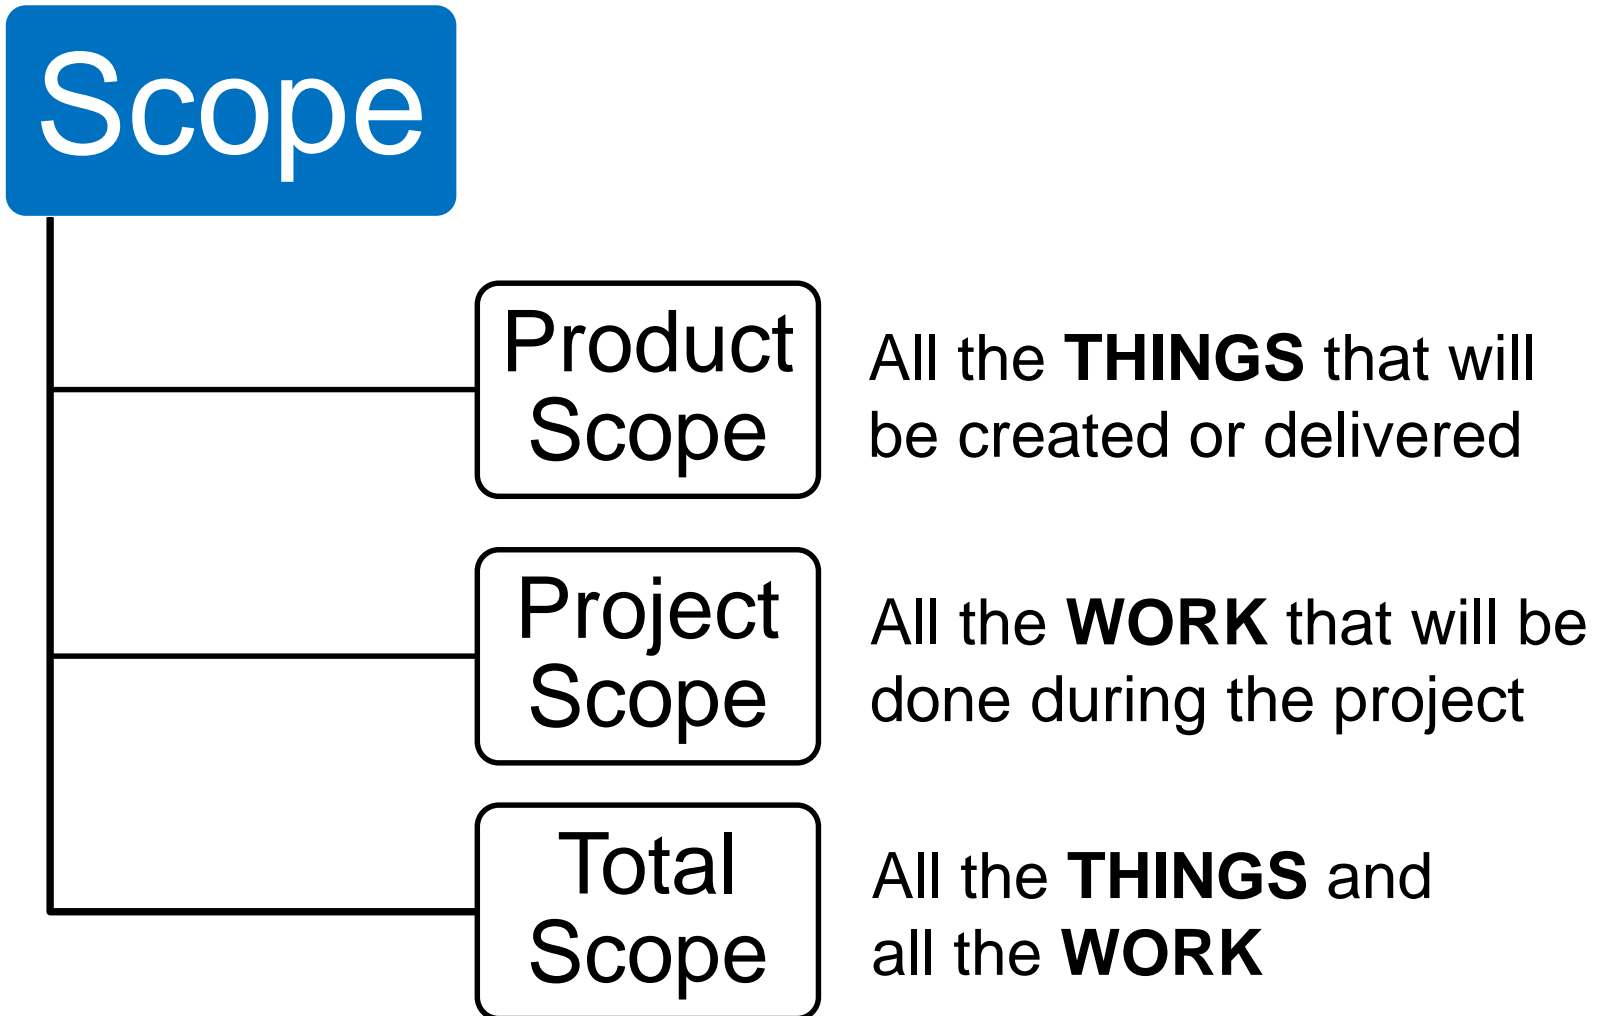 Scope
Product
Scope
All the THINGS that will
be created or delivered
Project
Scope
All the WORK that will be
done during the project
Total
Scope
All the THINGS and
all the WORK